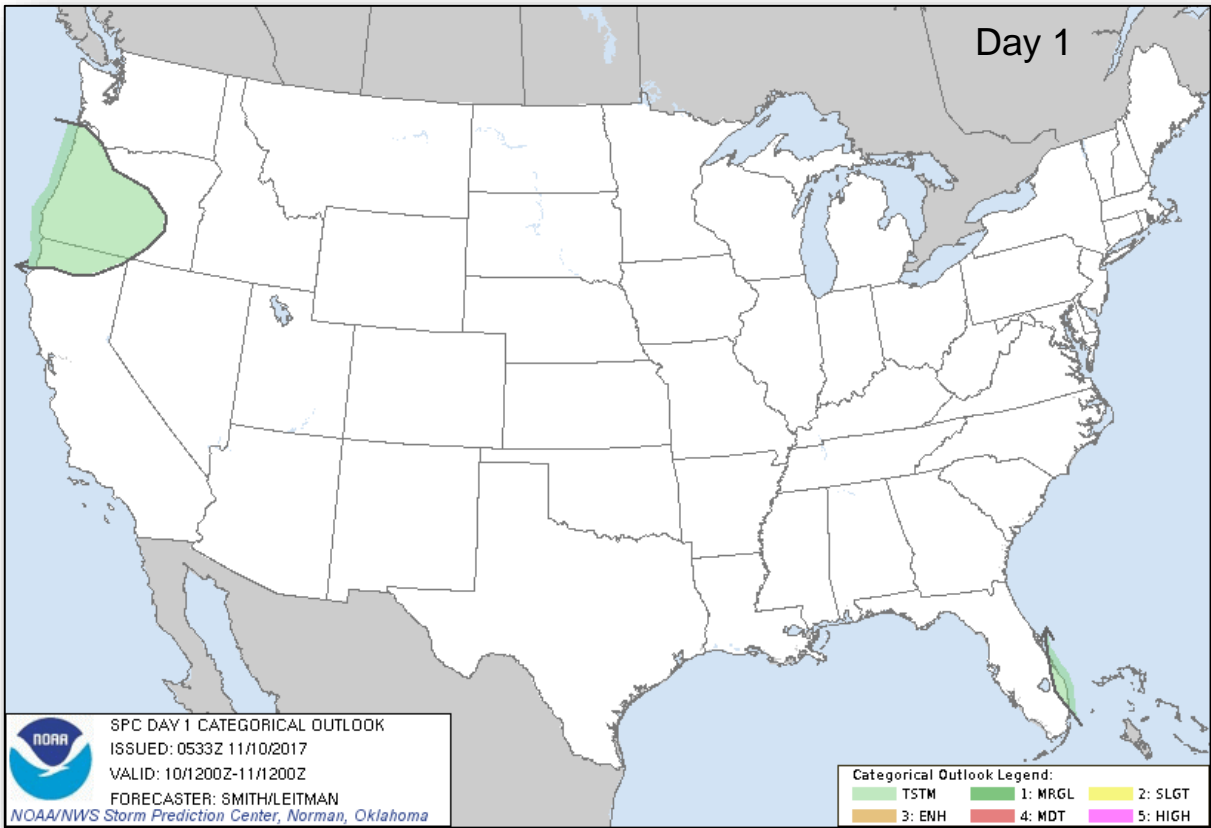 Day 1
NOAA
SPC DAY 1 CATEGORICAL OUTLOOK
ISSUED: 0533Z 11/10/2017
VALID: 10/1200Z-11/1200Z
FORECASTER: SMITH/LEITMAN
NOAA/NWS Storm Prediction Center, Norman, Oklahoma
Categorical Outlook Legend:
TSTM 1: MRGL 2: SLGT
3: ENH 4: MDT 5: HIGH